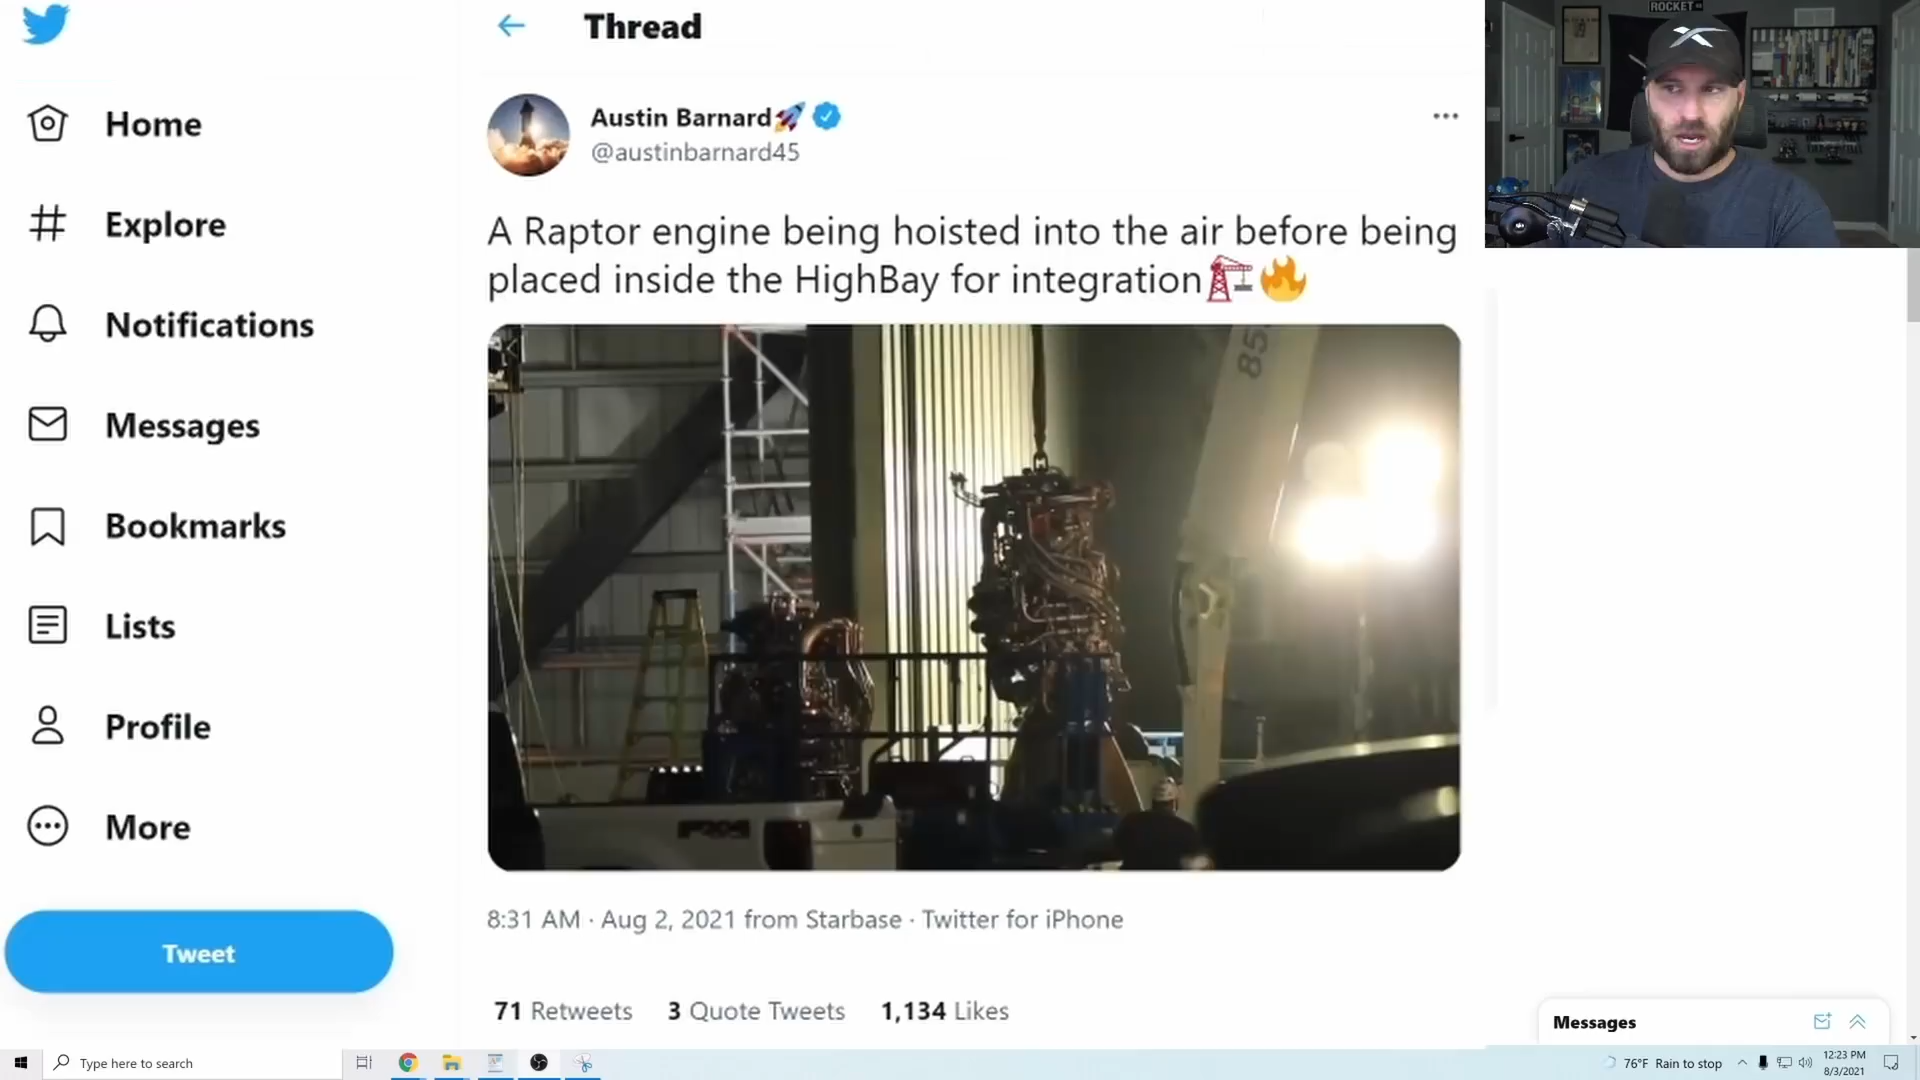 Thread
Home
Explore
Notifications
Messages
Bookmarks
Lists
Profile
More
Tweet
Austin Barnard🚀
@austinbarnard45
A Raptor engine being hoisted into the air before being
placed inside the HighBay for integration🏗️🔥
85
FX4
8:31 AM · Aug 2, 2021 from Starbase · Twitter for iPhone
71 Retweets 3 Quote Tweets 1,134 Likes
ROCKET
Messages
Type here to search
76°F Rain to stop
12:23 PM
8/3/2021